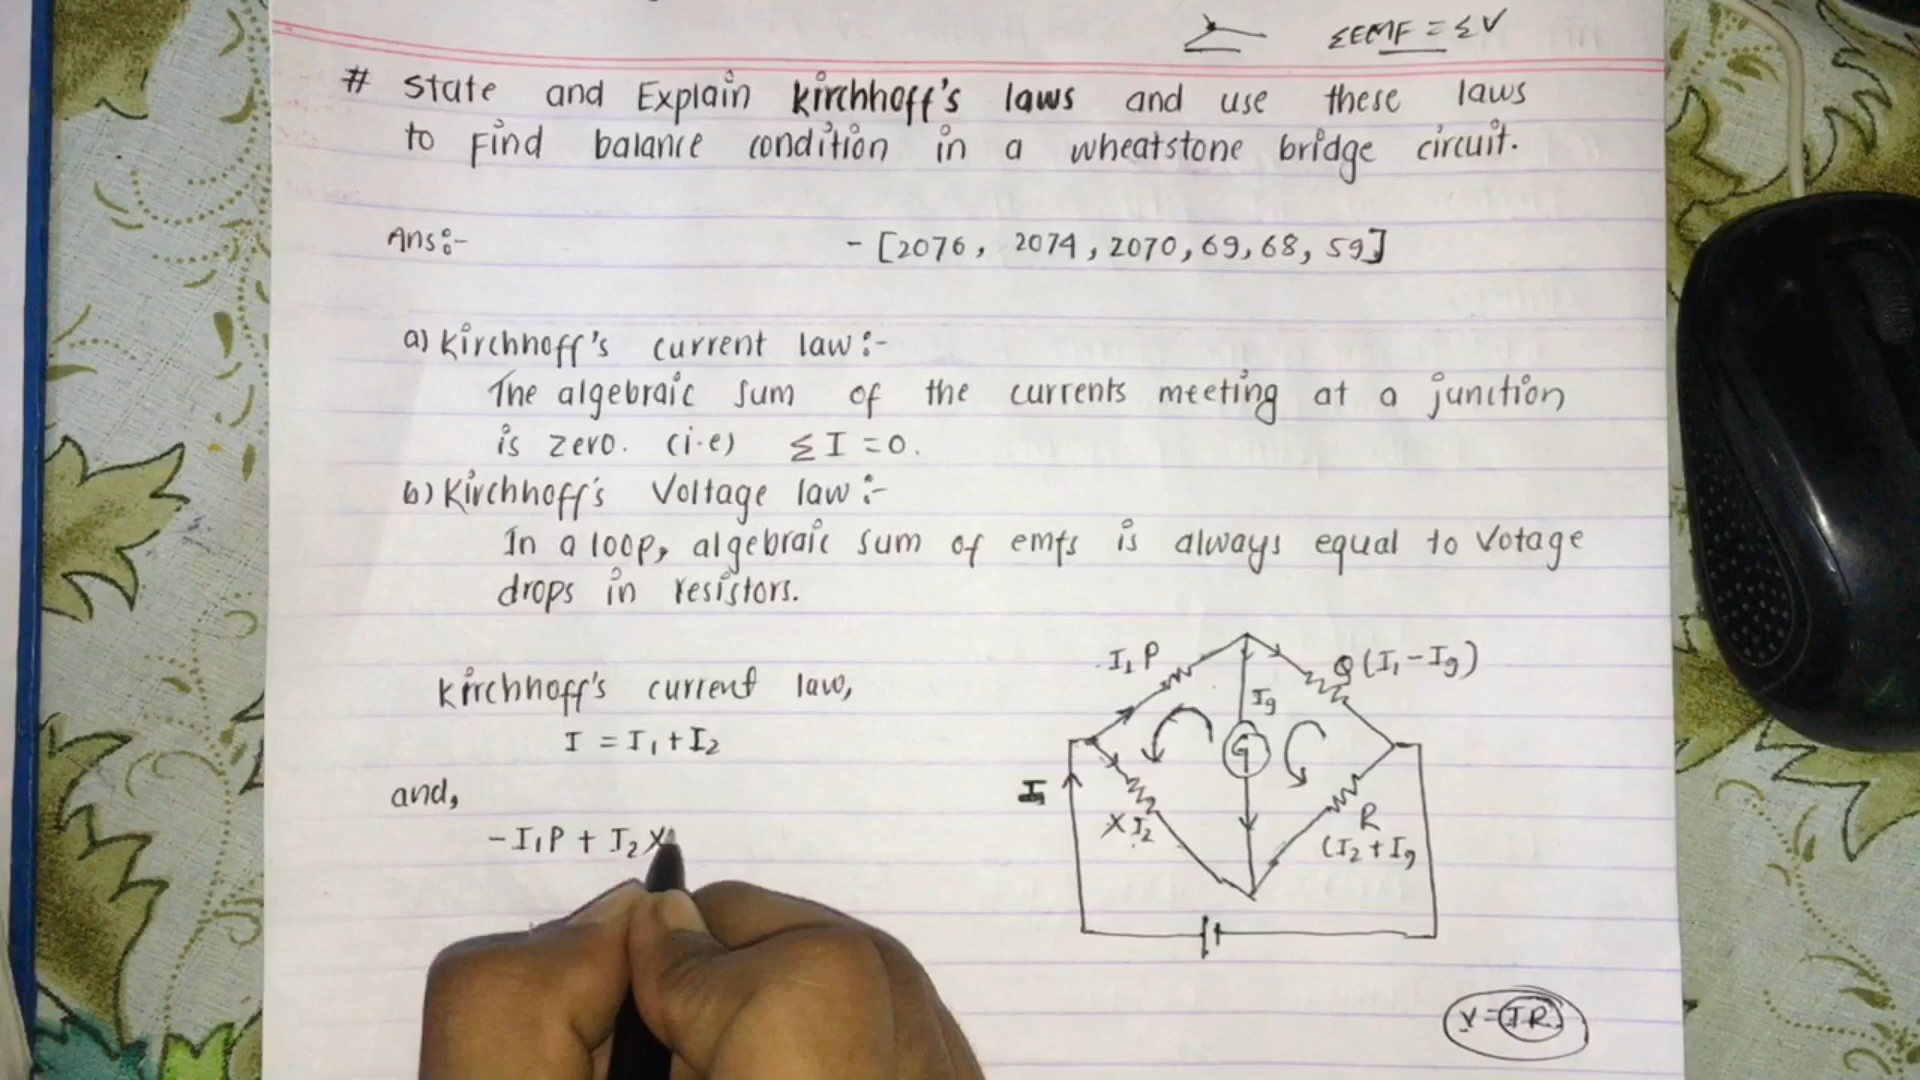 ΣEMF = ΣV
# State and Explain Kirchhoff's laws and use these laws
to Find balance condition in a wheatstone bridge circuit.
Ans:-
- [2076, 2074, 2070, 69, 68, 59]
a) Kirchhoff's current law:-
The algebraic sum of the currents meeting at a junction
is zero. (i.e) ΣI = 0.
b) Kirchhoff's Voltage law:-
In a loop, algebraic sum of emfs is always equal to Votage
drops in resistors.
Kirchhoff's current law,
I = I₁ + I₂
and,
-I₁P + I₂X
I₁ P
Q (I₁ - Ig)
Ig
G
I
X I₂
R
(I₂ + Ig
V = IR